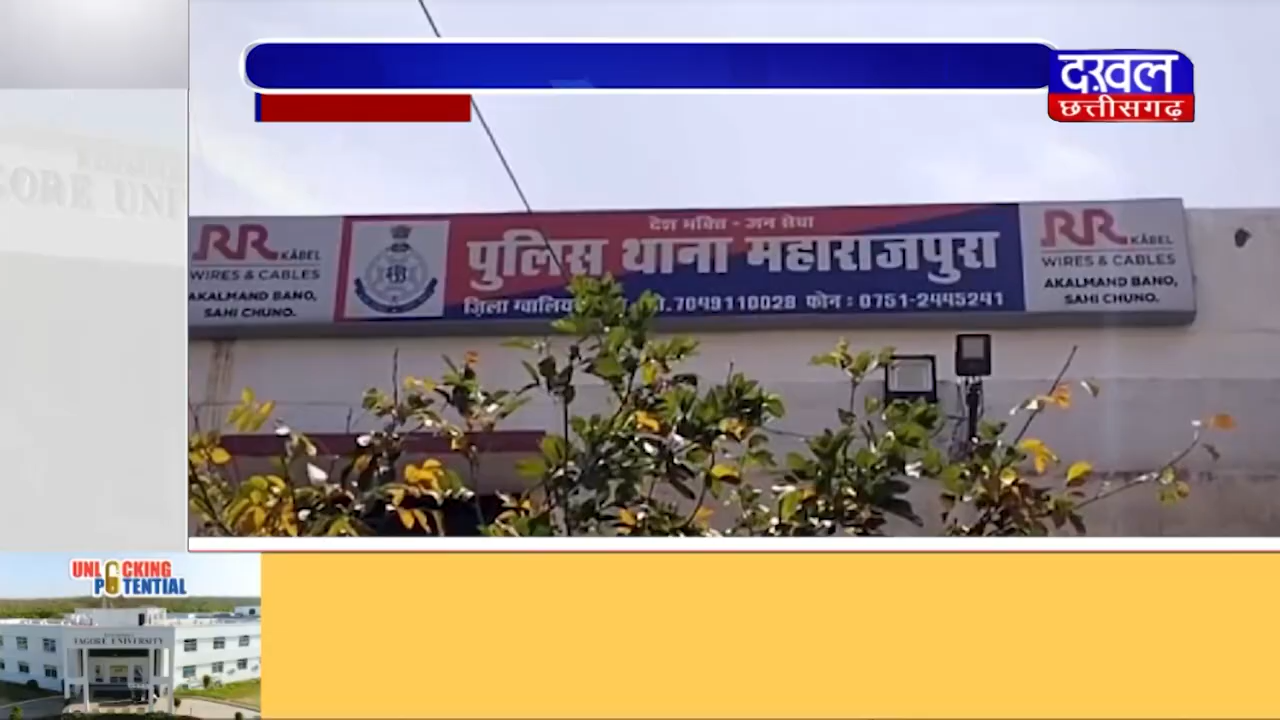 दख़ल
छत्तीसगढ़
देश भक्ति - जन सेवा
पुलिस थाना महाराजपुरा
ज़िला 7049110028 फोन : 0751-2445241
RR KABEL
WIRES & CABLES
AKALMAND BANO,
SAHI CHUNO.
RR KABEL
WIRES & CABLES
AKALMAND BANO,
SAHI CHUNO.
UNLOCKING
POTENTIAL
TAGORE UNIVERSITY